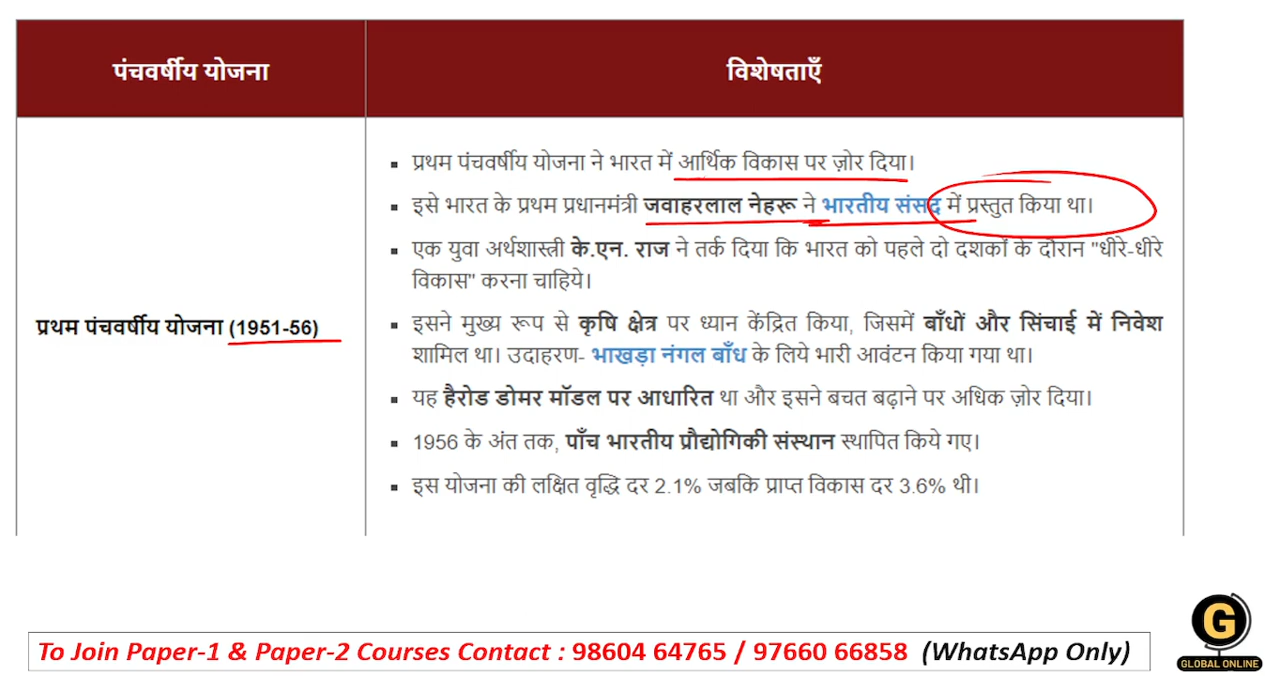 पंचवर्षीय योजना
विशेषताएँ
प्रथम पंचवर्षीय योजना (1951-56)
प्रथम पंचवर्षीय योजना ने भारत में आर्थिक विकास पर ज़ोर दिया।
इसे भारत के प्रथम प्रधानमंत्री जवाहरलाल नेहरू ने भारतीय संसद में प्रस्तुत किया था।
एक युवा अर्थशास्त्री के.एन. राज ने तर्क दिया कि भारत को पहले दो दशकों के दौरान "धीरे-धीरे
विकास" करना चाहिये।
इसने मुख्य रूप से कृषि क्षेत्र पर ध्यान केंद्रित किया, जिसमें बाँधों और सिंचाई में निवेश
शामिल था। उदाहरण- भाखड़ा नंगल बाँध के लिये भारी आवंटन किया गया था।
यह हैरोड डोमर मॉडल पर आधारित था और इसने बचत बढ़ाने पर अधिक ज़ोर दिया।
1956 के अंत तक, पाँच भारतीय प्रौद्योगिकी संस्थान स्थापित किये गए।
इस योजना की लक्षित वृद्धि दर 2.1% जबकि प्राप्त विकास दर 3.6% थी।
To Join Paper-1 & Paper-2 Courses Contact : 98604 64765 / 97660 66858 (WhatsApp Only)
G
GLOBAL ONLINE